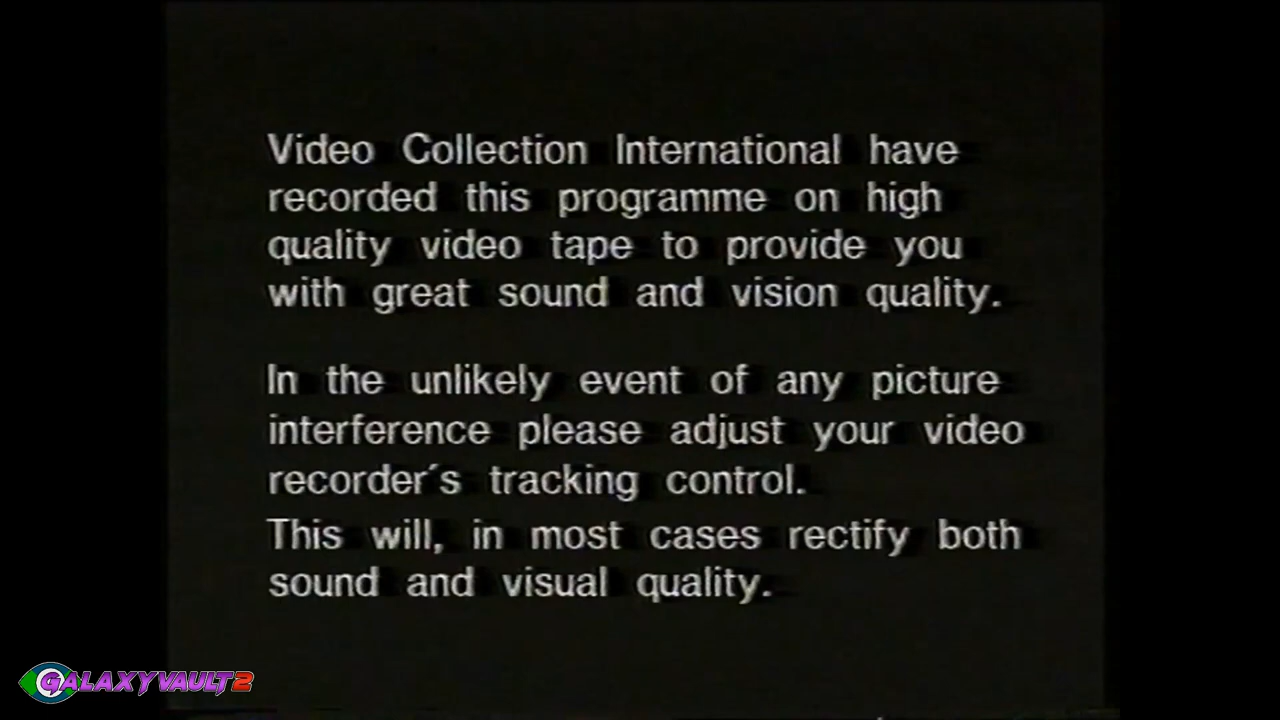 Video Collection International have
recorded this programme on high
quality video tape to provide you
with great sound and vision quality.
In the unlikely event of any picture
interference please adjust your video
recorder´s tracking control.
This will, in most cases rectify both
sound and visual quality.
GALAXYVAULT2